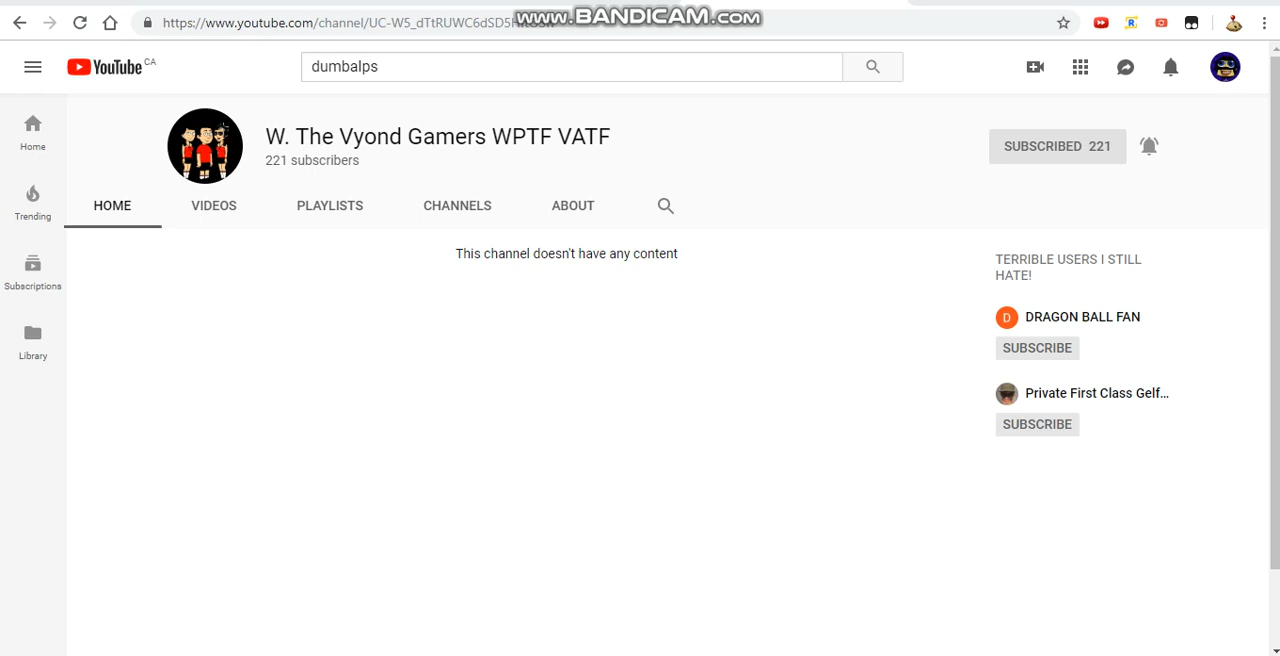 www.BANDICAM.com
https://www.youtube.com/channel/UC-W5_dTtRUWC6dSD5
YouTube CA
dumbalps
W. The Vyond Gamers WPTF VATF
221 subscribers
SUBSCRIBED 221
HOME VIDEOS PLAYLISTS CHANNELS ABOUT
Home
Trending
Subscriptions
Library
This channel doesn't have any content
TERRIBLE USERS I STILL
HATE!
D DRAGON BALL FAN
SUBSCRIBE
Private First Class Gelf...
SUBSCRIBE